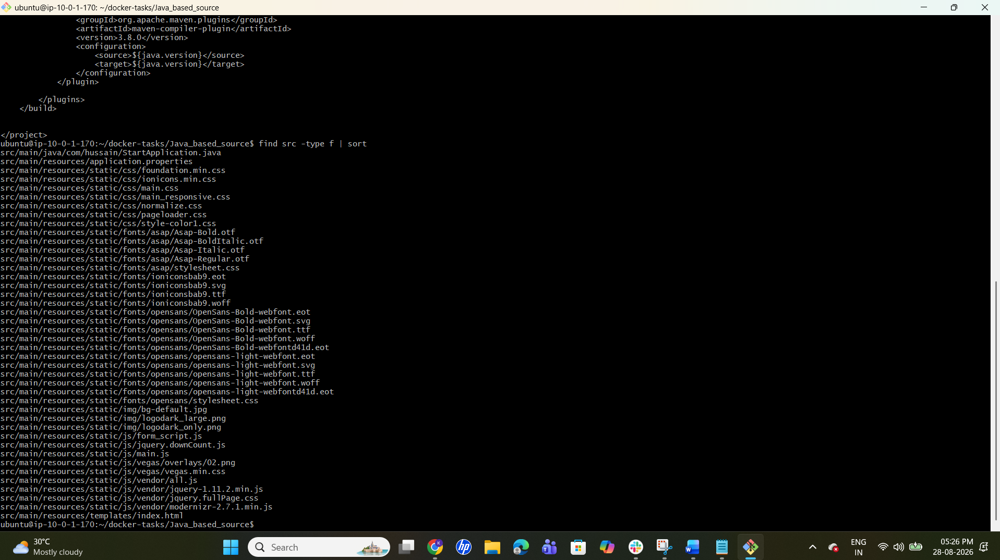 ubuntu@ip-10-0-1-170: ~/docker-tasks/Java_based_source
            <groupId>org.apache.maven.plugins</groupId>
            <artifactId>maven-compiler-plugin</artifactId>
            <version>3.8.0</version>
            <configuration>
                <source>${java.version}</source>
                <target>${java.version}</target>
            </configuration>
        </plugin>
    </plugins>
</build>
</project>
ubuntu@ip-10-0-1-170:~/docker-tasks/Java_based_source$ find src -type f | sort
src/main/java/com/hussain/StartApplication.java
src/main/resources/application.properties
src/main/resources/static/css/foundation.min.css
src/main/resources/static/css/ionicons.min.css
src/main/resources/static/css/main.css
src/main/resources/static/css/main_responsive.css
src/main/resources/static/css/normalize.css
src/main/resources/static/css/pageloader.css
src/main/resources/static/css/style-color1.css
src/main/resources/static/fonts/asap/Asap-Bold.otf
src/main/resources/static/fonts/asap/Asap-BoldItalic.otf
src/main/resources/static/fonts/asap/Asap-Italic.otf
src/main/resources/static/fonts/asap/Asap-Regular.otf
src/main/resources/static/fonts/asap/stylesheet.css
src/main/resources/static/fonts/ioniconsbab9.eot
src/main/resources/static/fonts/ioniconsbab9.svg
src/main/resources/static/fonts/ioniconsbab9.ttf
src/main/resources/static/fonts/ioniconsbab9.woff
src/main/resources/static/fonts/opensans/OpenSans-Bold-webfont.eot
src/main/resources/static/fonts/opensans/OpenSans-Bold-webfont.svg
src/main/resources/static/fonts/opensans/OpenSans-Bold-webfont.ttf
src/main/resources/static/fonts/opensans/OpenSans-Bold-webfont.woff
src/main/resources/static/fonts/opensans/OpenSans-Bold-webfontd41d.eot
src/main/resources/static/fonts/opensans/opensans-light-webfont.eot
src/main/resources/static/fonts/opensans/opensans-light-webfont.svg
src/main/resources/static/fonts/opensans/opensans-light-webfont.ttf
src/main/resources/static/fonts/opensans/opensans-light-webfont.woff
src/main/resources/static/fonts/opensans/opensans-light-webfontd41d.eot
src/main/resources/static/fonts/opensans/stylesheet.css
src/main/resources/static/img/bg-default.jpg
src/main/resources/static/img/logodark_large.png
src/main/resources/static/img/logodark_only.png
src/main/resources/static/js/form_script.js
src/main/resources/static/js/jquery.downCount.js
src/main/resources/static/js/main.js
src/main/resources/static/js/vegas/overlays/02.png
src/main/resources/static/js/vegas/vegas.min.css
src/main/resources/static/js/vendor/all.js
src/main/resources/static/js/vendor/jquery-1.11.2.min.js
src/main/resources/static/js/vendor/jquery.fullPage.css
src/main/resources/static/js/vendor/modernizr-2.7.1.min.js
src/main/resources/templates/index.html
ubuntu@ip-10-0-1-170:~/docker-tasks/Java_based_source$
30°C
Mostly cloudy
Search
K
hp
T
W
ENG
IN
05:26 PM
28-08-2026